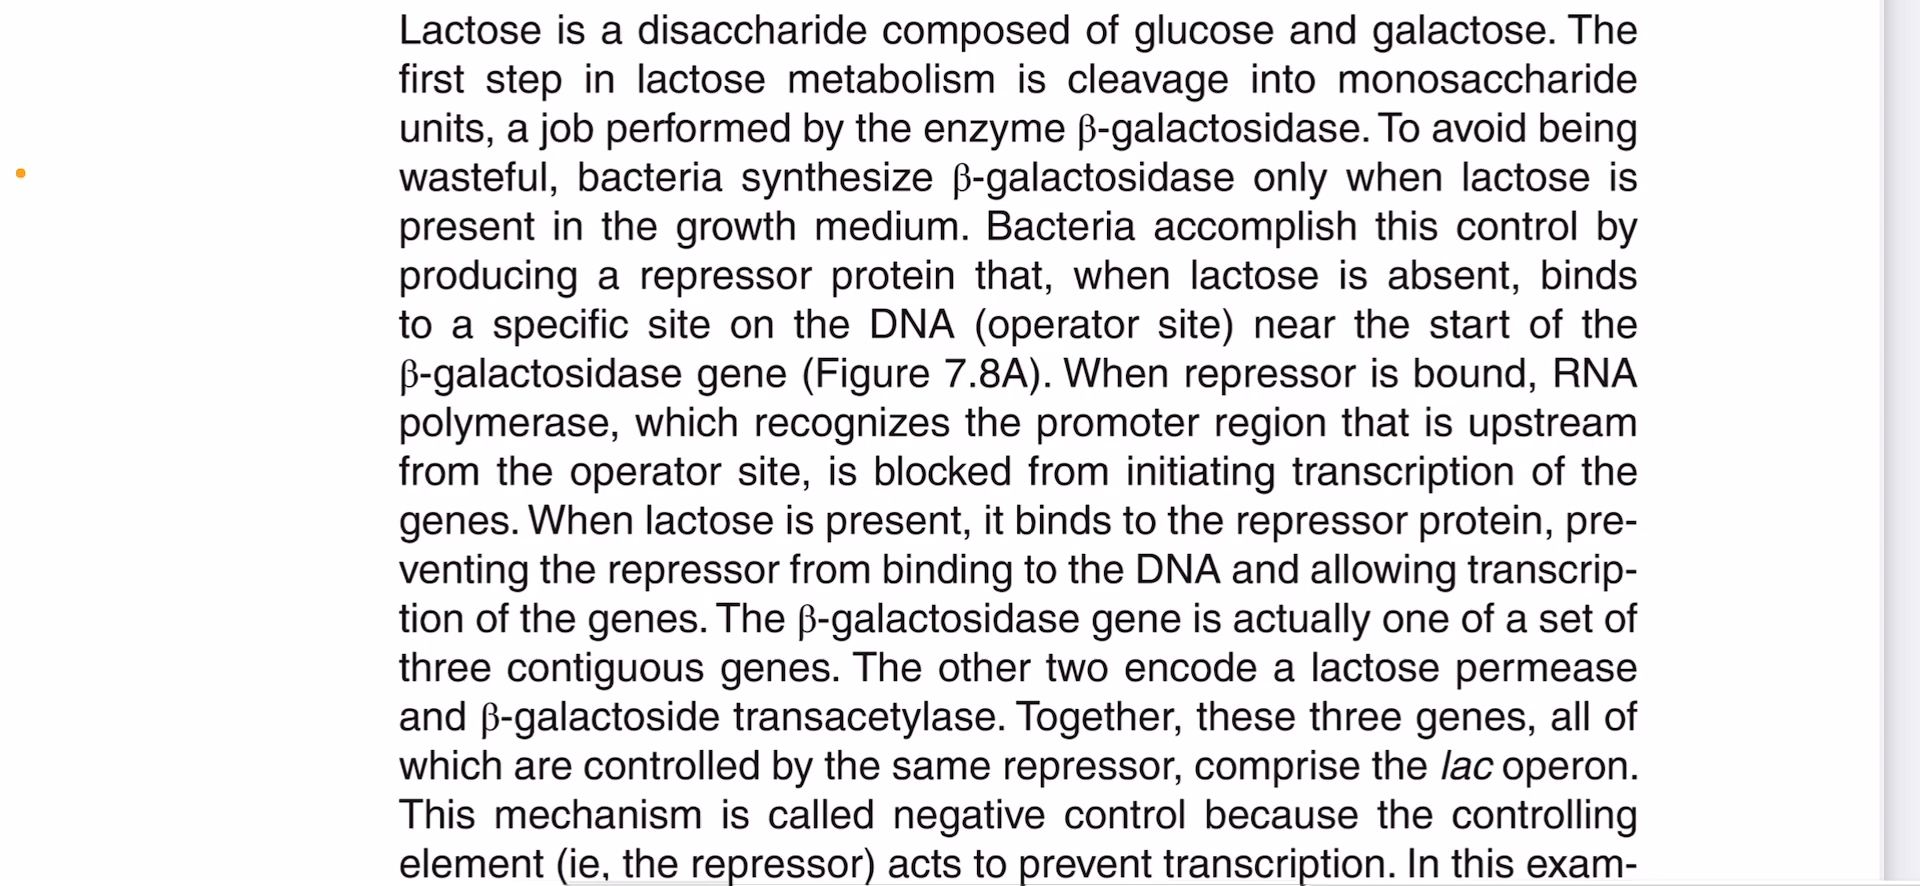 Lactose is a disaccharide composed of glucose and galactose. The
first step in lactose metabolism is cleavage into monosaccharide
units, a job performed by the enzyme β-galactosidase. To avoid being
wasteful, bacteria synthesize β-galactosidase only when lactose is
present in the growth medium. Bacteria accomplish this control by
producing a repressor protein that, when lactose is absent, binds
to a specific site on the DNA (operator site) near the start of the
β-galactosidase gene (Figure 7.8A). When repressor is bound, RNA
polymerase, which recognizes the promoter region that is upstream
from the operator site, is blocked from initiating transcription of the
genes. When lactose is present, it binds to the repressor protein, pre-
venting the repressor from binding to the DNA and allowing transcrip-
tion of the genes. The β-galactosidase gene is actually one of a set of
three contiguous genes. The other two encode a lactose permease
and β-galactoside transacetylase. Together, these three genes, all of
which are controlled by the same repressor, comprise the lac operon.
This mechanism is called negative control because the controlling
element (ie, the repressor) acts to prevent transcription. In this exam-